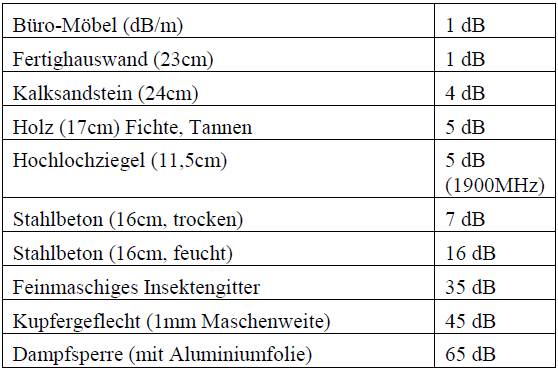 Büro-Möbel (dB/m) 1 dB
Fertighauswand (23cm) 1 dB
Kalksandstein (24cm) 4 dB
Holz (17cm) Fichte, Tannen 5 dB
Hochlochziegel (11,5cm) 5 dB
(1900MHz)
Stahlbeton (16cm, trocken) 7 dB
Stahlbeton (16cm, feucht) 16 dB
Feinmaschiges Insektengitter 35 dB
Kupfergeflecht (1mm Maschenweite) 45 dB
Dampfsperre (mit Aluminiumfolie) 65 dB